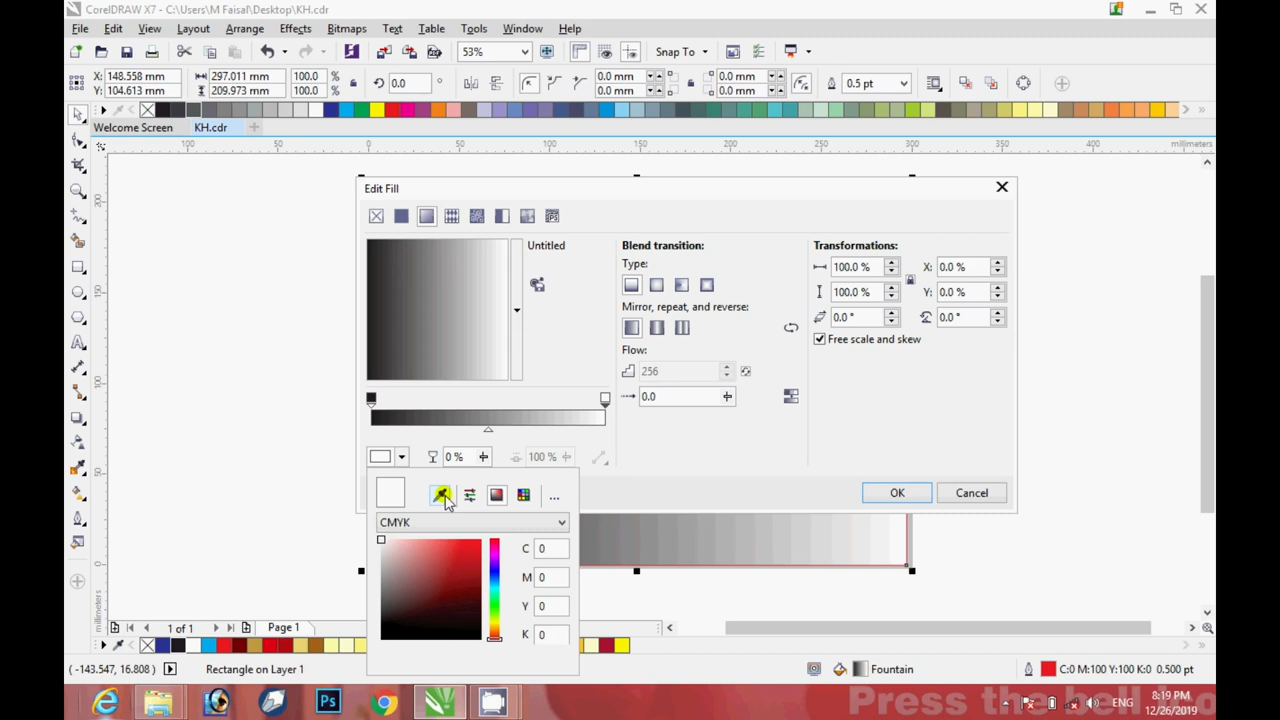 CorelDRAW X7 - C:\Users\M Faisal\Desktop\KH.cdr
File Edit View Layout Arrange Effects Bitmaps Text Table Tools Window Help
53% Snap To
X: 148.558 mm 297.011 mm 100.0 % 0.0 ° 0.0 mm 0.0 mm 0.5 pt
Y: 104.613 mm 209.973 mm 100.0 % 0.0 mm 0.0 mm
Welcome Screen KH.cdr
100 50 0 50 100 150 200 250 300 400 millimeters
200
150
100
50
0
millimeters
Edit Fill
Untitled
Blend transition:
Type:
Mirror, repeat, and reverse:
Flow:
256
0.0
Transformations:
100.0 % X: 0.0 %
100.0 % Y: 0.0 %
0.0 ° 0.0 °
Free scale and skew
0 % 100 %
...
CMYK
C 0
M 0
Y 0
K 0
OK Cancel
1 of 1 Page 1
( -143.547, 16.808 ) Rectangle on Layer 1 Fountain C:0 M:100 Y:100 K:0 0.500 pt
Ps
Press the bell
ENG
8:19 PM
12/26/2019